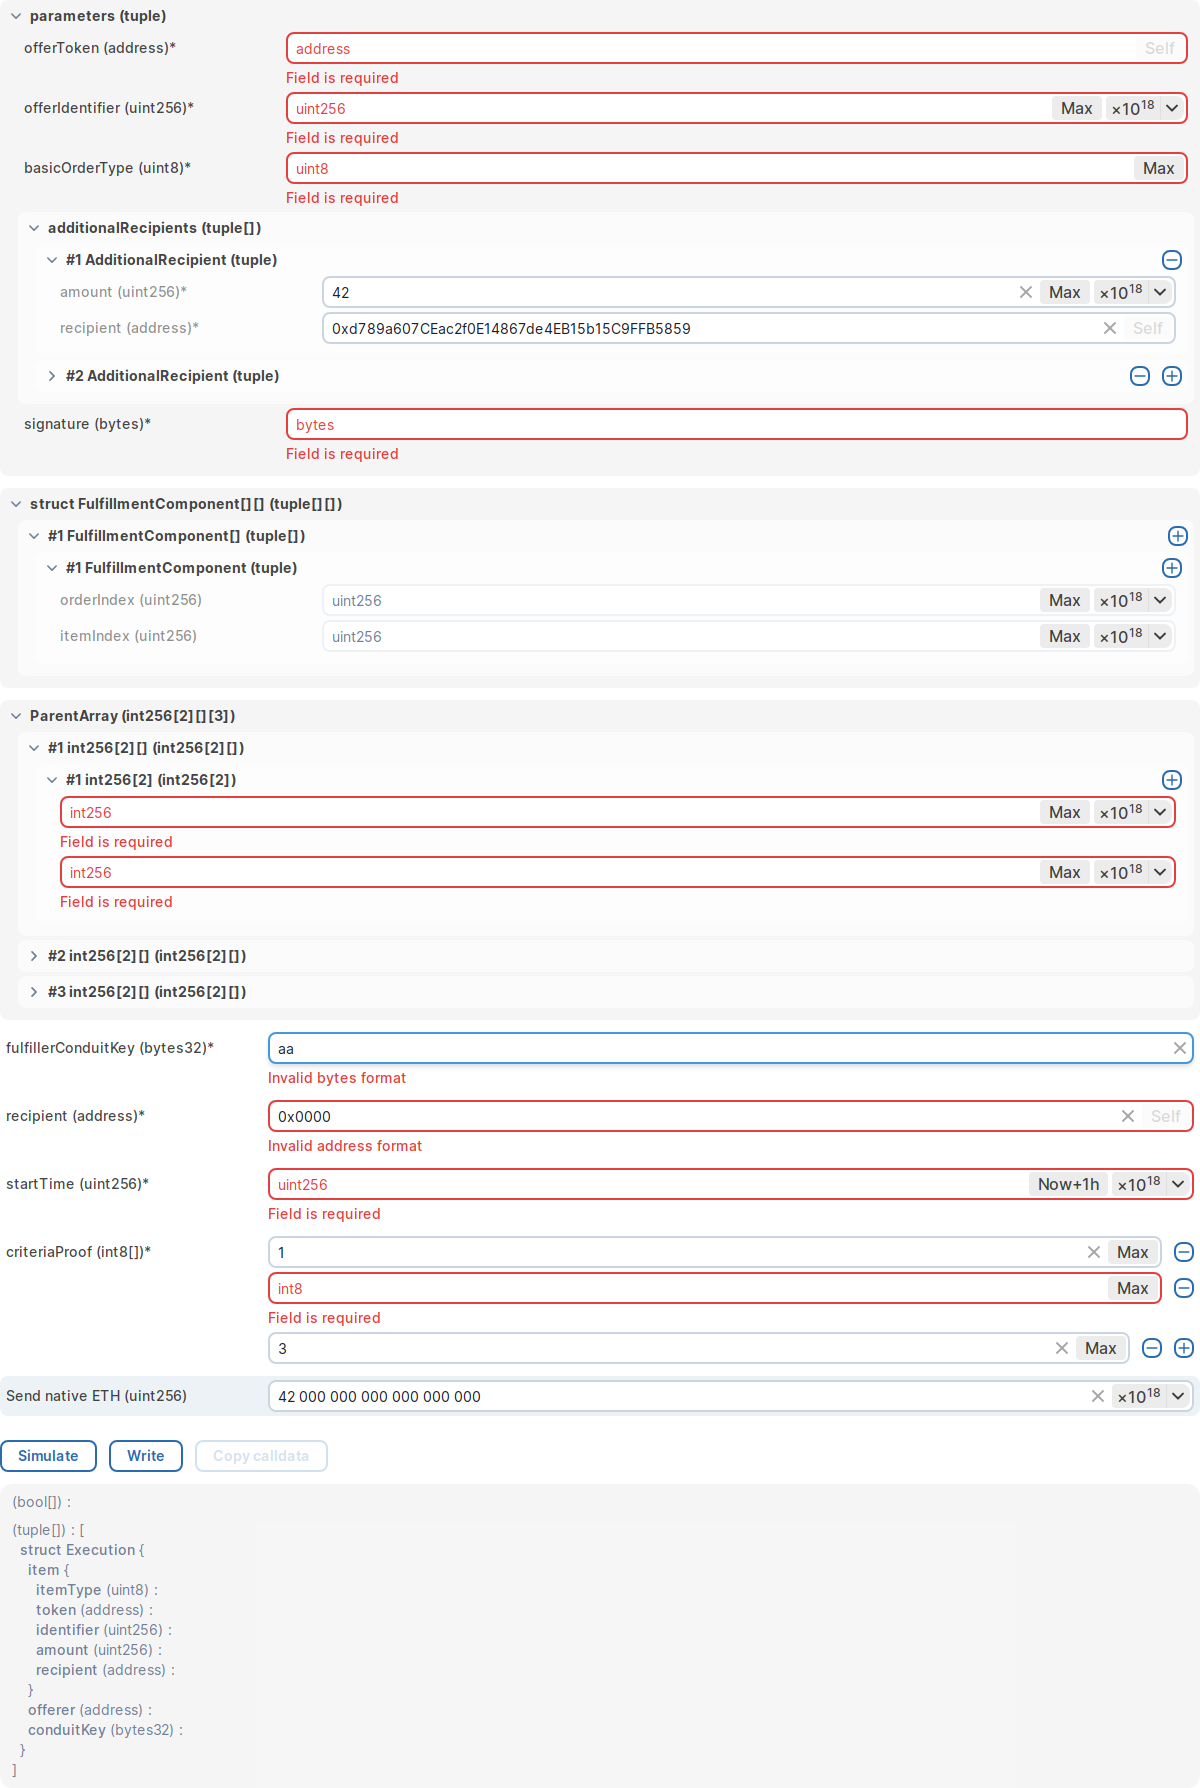 parameters (tuple)
offerToken (address)*
address
Self
Field is required
offerIdentifier (uint256)*
uint256
Max
×10^18
Field is required
basicOrderType (uint8)*
uint8
Max
Field is required
additionalRecipients (tuple[])
#1 AdditionalRecipient (tuple)
amount (uint256)*
42
Max
×10^18
recipient (address)*
0xd789a607CEac2f0E14867de4EB15b15C9FFB5859
Self
#2 AdditionalRecipient (tuple)
signature (bytes)*
bytes
Field is required
struct FulfillmentComponent[][] (tuple[][])
#1 FulfillmentComponent[] (tuple[])
#1 FulfillmentComponent (tuple)
orderIndex (uint256)
uint256
Max
×10^18
itemIndex (uint256)
uint256
Max
×10^18
ParentArray (int256[2][][3])
#1 int256[2][] (int256[2][])
#1 int256[2] (int256[2])
int256
Max
×10^18
Field is required
int256
Max
×10^18
Field is required
#2 int256[2][] (int256[2][])
#3 int256[2][] (int256[2][])
fulfillerConduitKey (bytes32)*
aa
Invalid bytes format
recipient (address)*
0x0000
Self
Invalid address format
startTime (uint256)*
uint256
Now+1h
×10^18
Field is required
criteriaProof (int8[])*
1
Max
int8
Max
Field is required
3
Max
Send native ETH (uint256)
42 000 000 000 000 000 000
×10^18
Simulate
Write
Copy calldata
(bool[]) :
(tuple[]) : [
struct Execution {
item {
itemType (uint8) :
token (address) :
identifier (uint256) :
amount (uint256) :
recipient (address) :
}
offerer (address) :
conduitKey (bytes32) :
}
]